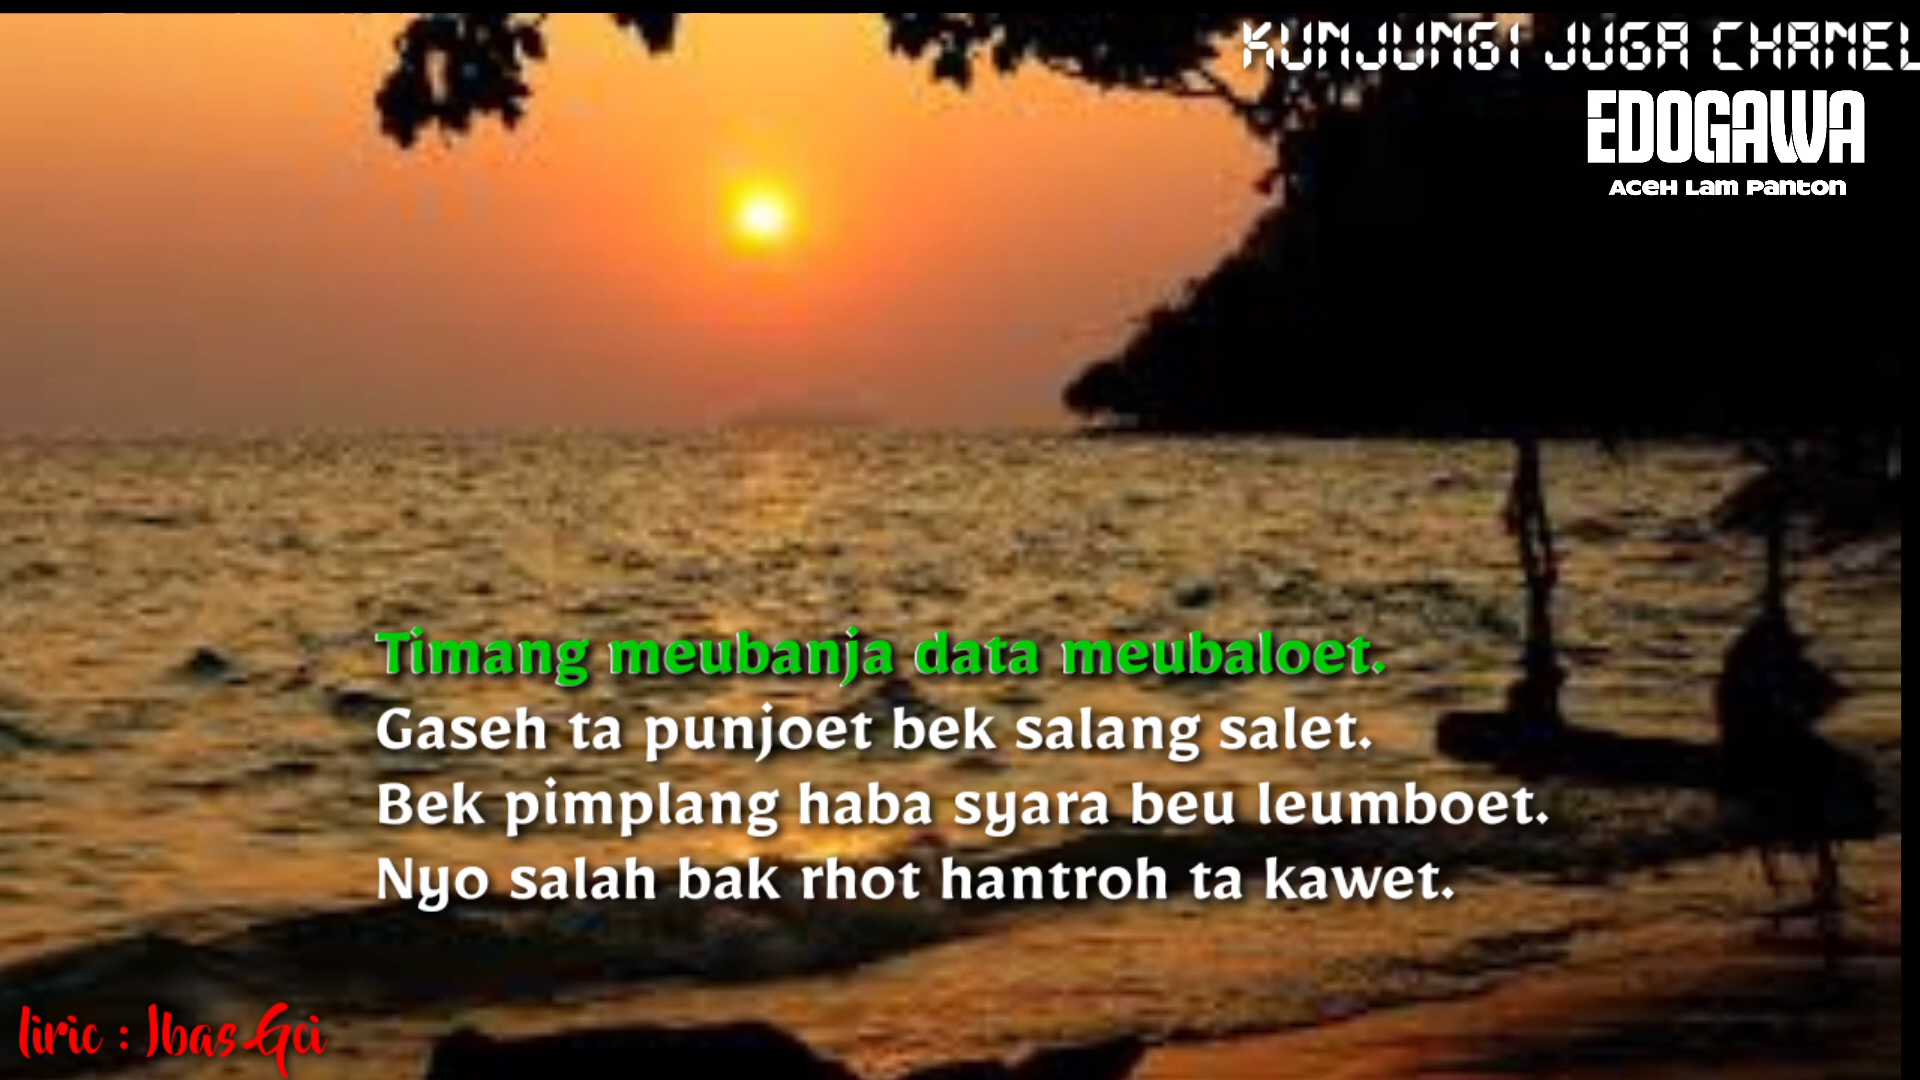 KUNJUNGI JUGA CHANEL
EDOGAWA
Aceh Lam Panton
Timang meubanja data meubaloet.
Gaseh ta punjoet bek salang salet.
Bek pimplang haba syara beu leumboet.
Nyo salah bak rhot hantroh ta kawet.
liric : Ibas Gci